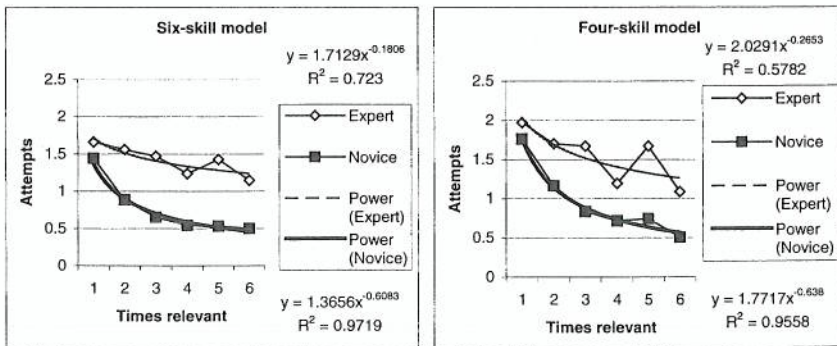 Six-skill model
y = 1.7129x^-0.1806
R² = 0.723
2.5
2
1.5
1
0.5
0
Attempts
1 2 3 4 5 6
Times relevant
Expert
Novice
Power
(Expert)
Power
(Novice)
y = 1.3656x^-0.6083
R² = 0.9719
Four-skill model
y = 2.0291x^-0.2653
R² = 0.5782
2.5
2
1.5
1
0.5
0
Attempts
1 2 3 4 5 6
Times relevant
Expert
Novice
Power
(Expert)
Power
(Novice)
y = 1.7717x^-0.638
R² = 0.9558